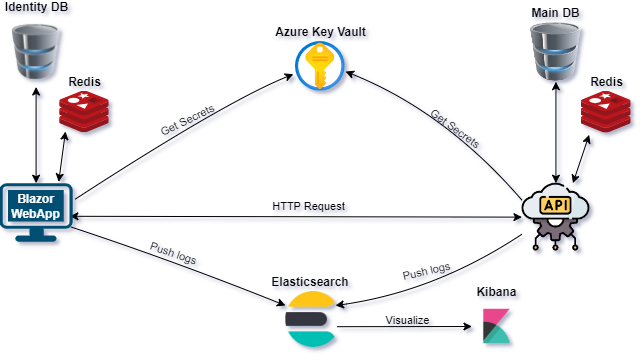 Identity DB
Main DB
Azure Key Vault
Redis
Redis
Get Secrets
Get Secrets
Blazor
WebApp
API
HTTP Request
Push logs
Push logs
Elasticsearch
Kibana
Visualize